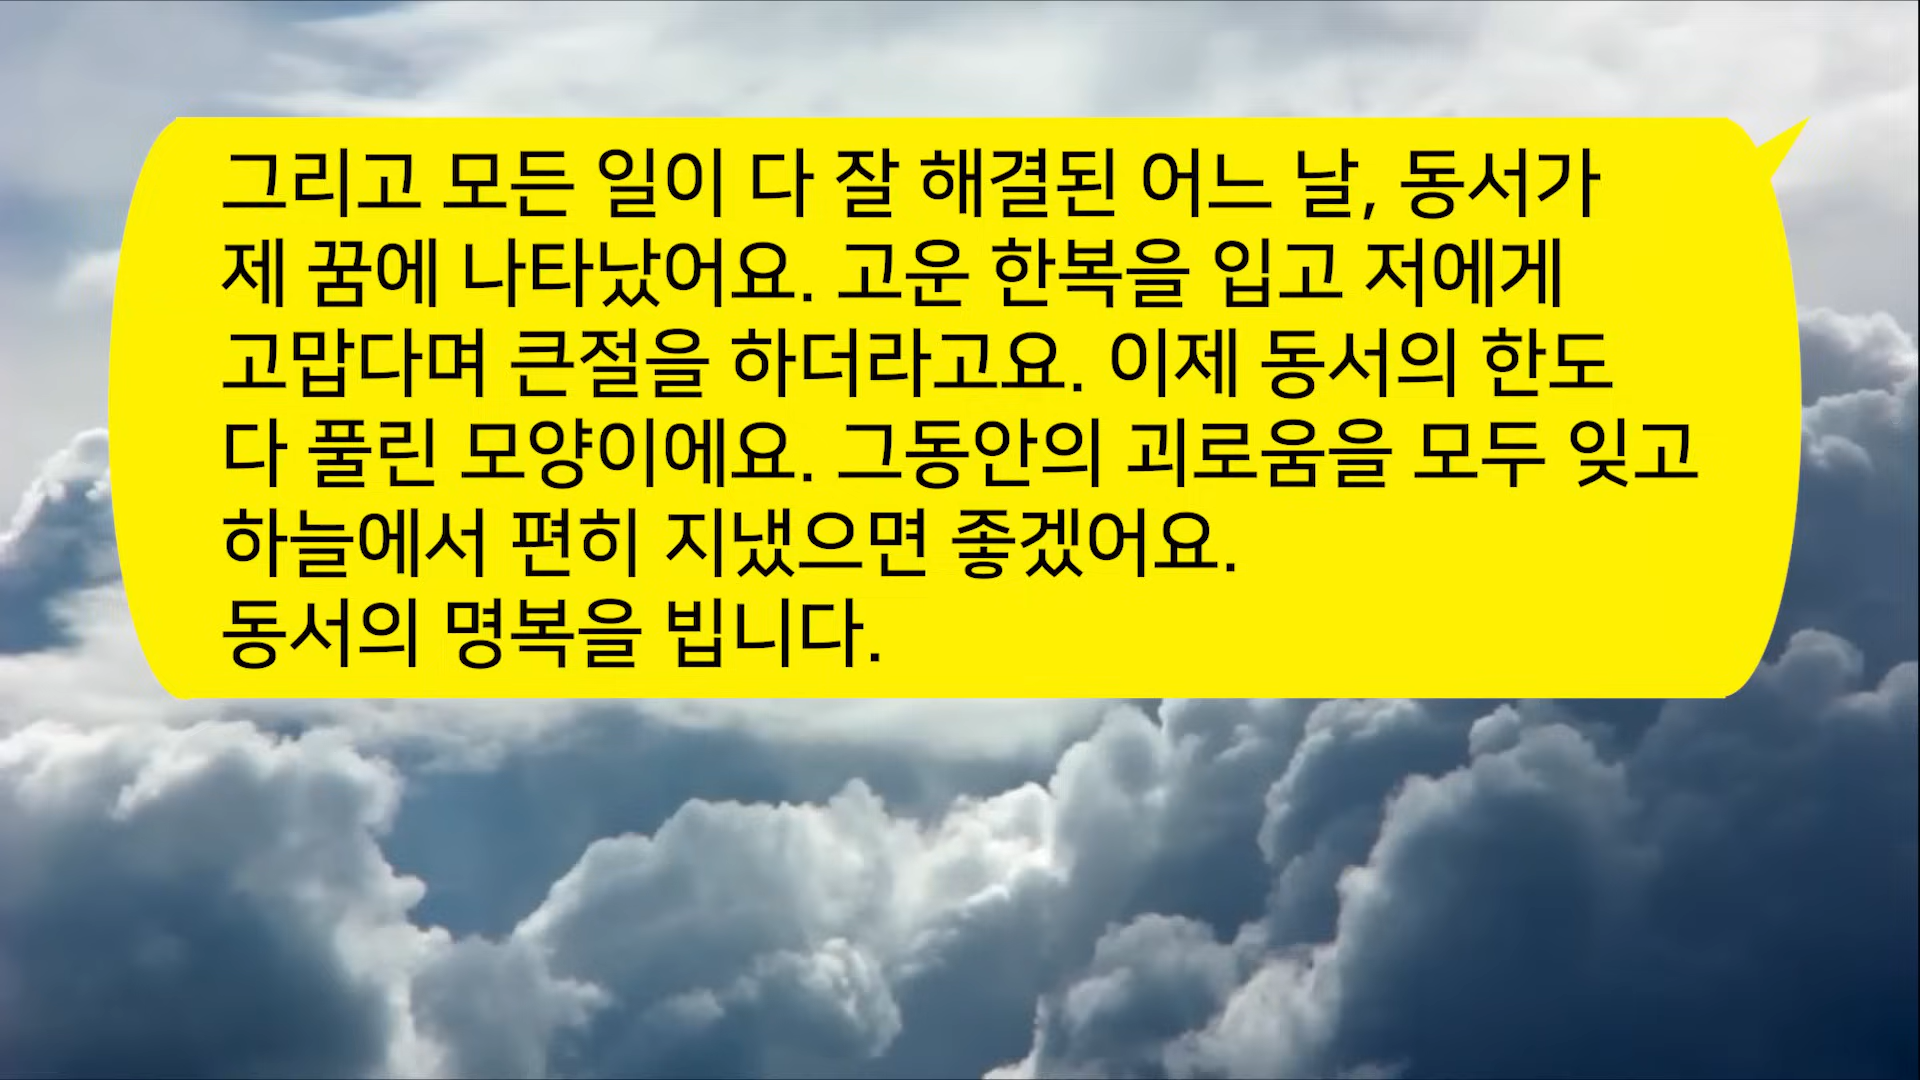 그리고 모든 일이 다 잘 해결된 어느 날, 동서가
제 꿈에 나타났어요. 고운 한복을 입고 저에게
고맙다며 큰절을 하더라고요. 이제 동서의 한도
다 풀린 모양이에요. 그동안의 괴로움을 모두 잊고
하늘에서 편히 지냈으면 좋겠어요.
동서의 명복을 빕니다.